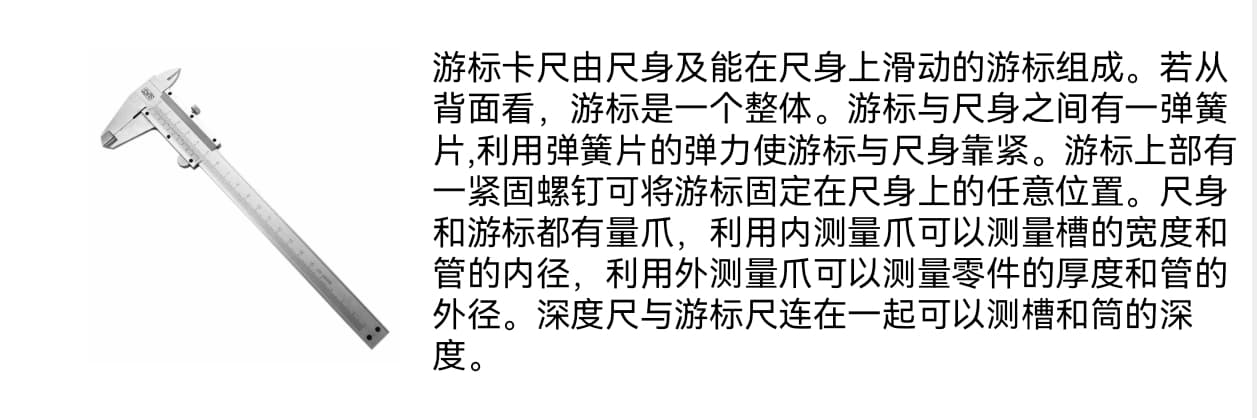 游标卡尺由尺身及能在尺身上滑动的游标组成。若从
背面看，游标是一个整体。游标与尺身之间有一弹簧
片,利用弹簧片的弹力使游标与尺身靠紧。游标上部有
一紧固螺钉可将游标固定在尺身上的任意位置。尺身
和游标都有量爪，利用内测量爪可以测量槽的宽度和
管的内径，利用外测量爪可以测量零件的厚度和管的
外径。深度尺与游标尺连在一起可以测槽和筒的深
度。